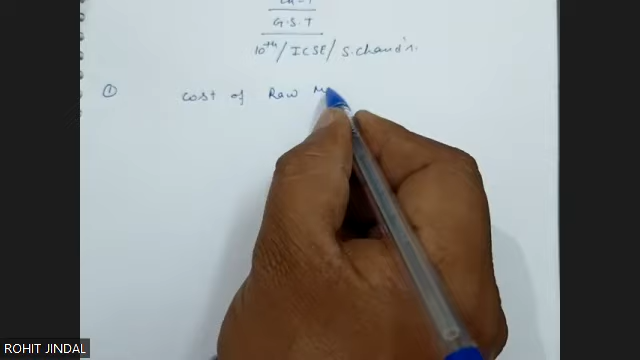 G.S.T
10th / ICSE / S.Chand's.
① Cost of Raw M
ROHIT JINDAL